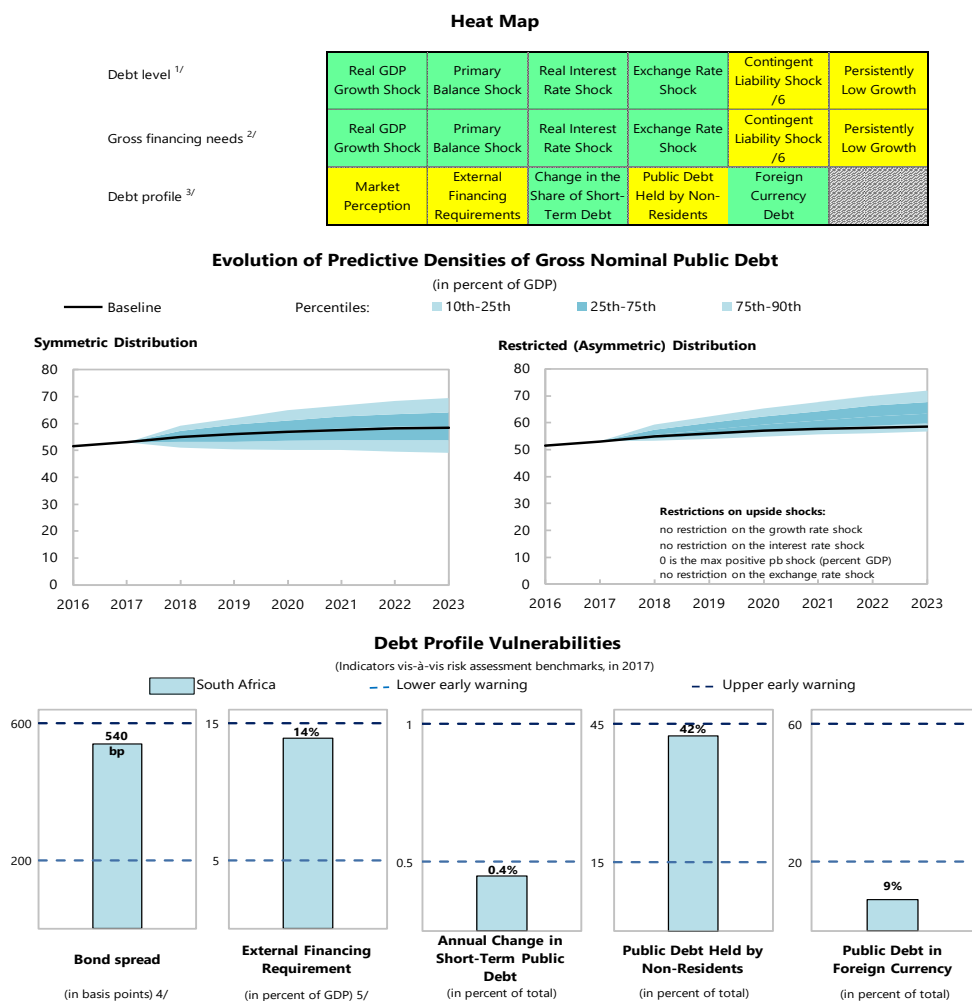 Heat Map
Debt level 1/
Real GDP Growth Shock
Primary Balance Shock
Real Interest Rate Shock
Exchange Rate Shock
Contingent Liability Shock /6
Persistently Low Growth
Gross financing needs 2/
Real GDP Growth Shock
Primary Balance Shock
Real Interest Rate Shock
Exchange Rate Shock
Contingent Liability Shock /6
Persistently Low Growth
Debt profile 3/
Market Perception
External Financing Requirements
Change in the Share of Short-Term Debt
Public Debt Held by Non-Residents
Foreign Currency Debt
Evolution of Predictive Densities of Gross Nominal Public Debt
(in percent of GDP)
Baseline Percentiles: 10th-25th 25th-75th 75th-90th
Symmetric Distribution
80
70
60
50
40
30
20
10
0
2016 2017 2018 2019 2020 2021 2022 2023
Restricted (Asymmetric) Distribution
80
70
60
50
40
30
20
10
0
Restrictions on upside shocks:
no restriction on the growth rate shock
no restriction on the interest rate shock
0 is the max positive pb shock (percent GDP)
no restriction on the exchange rate shock
2016 2017 2018 2019 2020 2021 2022 2023
Debt Profile Vulnerabilities
(Indicators vis-à-vis risk assessment benchmarks, in 2017)
South Africa Lower early warning Upper early warning
600
540
bp
200
Bond spread
(in basis points) 4/
15
14%
5
External Financing
Requirement
(in percent of GDP) 5/
1
0.5
0.4%
Annual Change in
Short-Term Public
Debt
(in percent of total)
45
42%
15
Public Debt Held by
Non-Residents
(in percent of total)
60
20
9%
Public Debt in
Foreign Currency
(in percent of total)